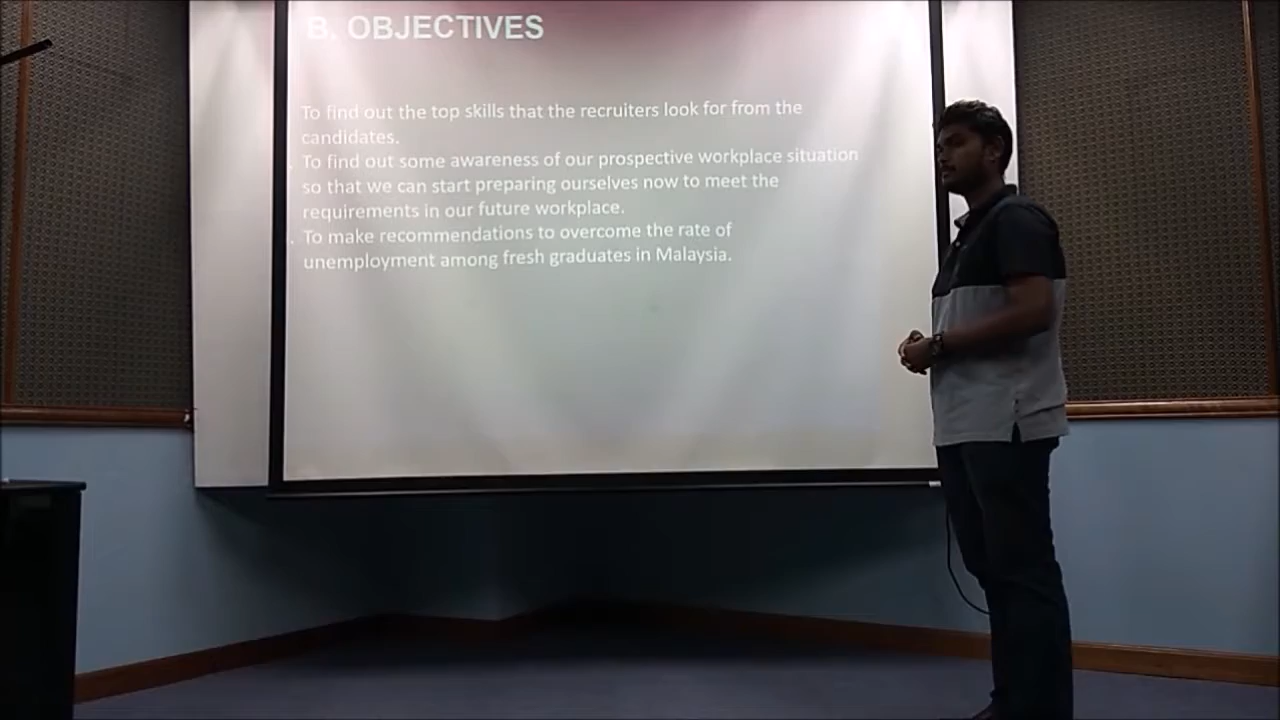 B. OBJECTIVES
To find out the top skills that the recruiters look for from the
candidates.
To find out some awareness of our prospective workplace situation
so that we can start preparing ourselves now to meet the
requirements in our future workplace.
To make recommendations to overcome the rate of
unemployment among fresh graduates in Malaysia.